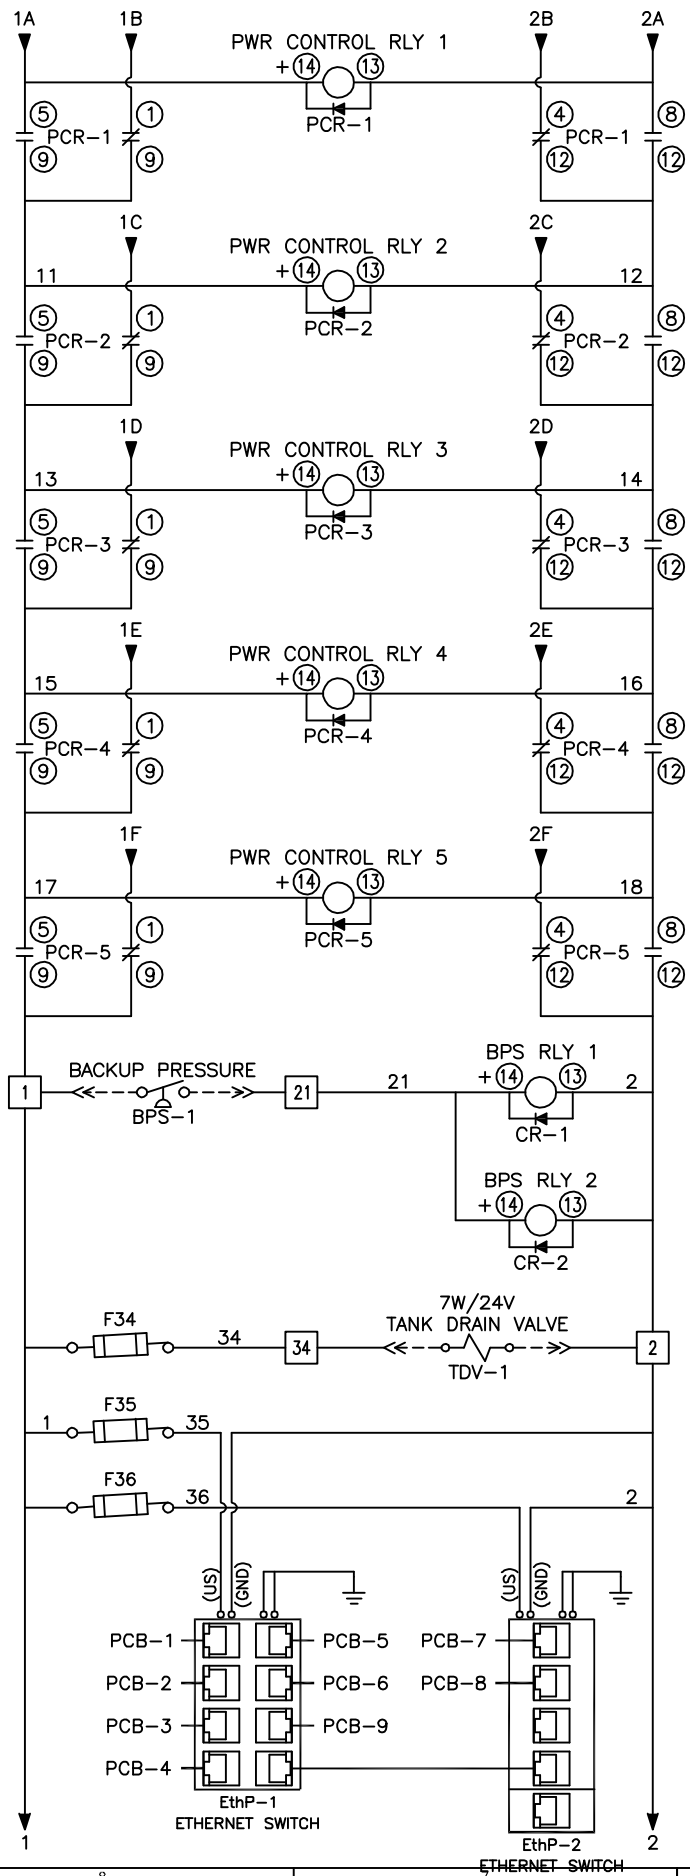 1A 1B 2B 2A
PWR CONTROL RLY 1
+ 14 13
PCR-1
5 1 4 8
PCR-1 PCR-1
9 9 12 12
1C 2C
PWR CONTROL RLY 2
11 + 14 13 12
PCR-2
5 1 4 8
PCR-2 PCR-2
9 9 12 12
1D 2D
PWR CONTROL RLY 3
13 + 14 13 14
PCR-3
5 1 4 8
PCR-3 PCR-3
9 9 12 12
1E 2E
PWR CONTROL RLY 4
15 + 14 13 16
PCR-4
5 1 4 8
PCR-4 PCR-4
9 9 12 12
1F 2F
PWR CONTROL RLY 5
17 + 14 13 18
PCR-5
5 1 4 8
PCR-5 PCR-5
9 9 12 12
BACKUP PRESSURE BPS RLY 1
1 21 21 + 14 13 2
BPS-1 CR-1
BPS RLY 2
+ 14 13
CR-2
7W/24V
F34 TANK DRAIN VALVE
34 34 2
TDV-1
F35
1 35
F36
36 2
(US) (GND) (US) (GND)
PCB-1 PCB-5 PCB-7
PCB-2 PCB-6 PCB-8
PCB-3 PCB-9
PCB-4
EthP-1
ETHERNET SWITCH
1 EthP-2 2
ETHERNET SWITCH